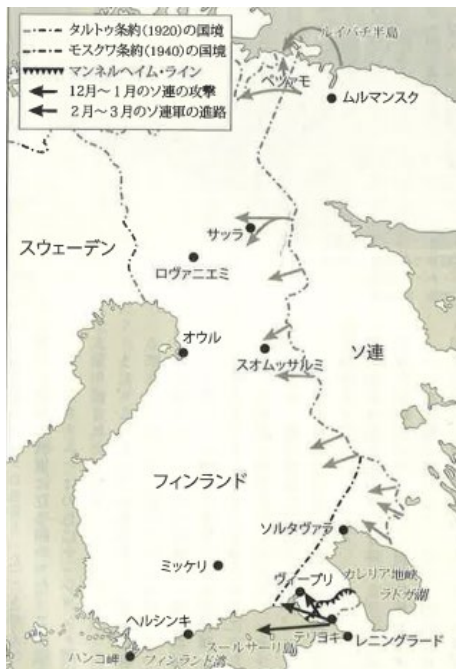 タルトゥ条約(1920)の国境
モスクワ条約(1940)の国境
マンネルヘイム・ライン
12月〜1月のソ連の攻撃
2月〜3月のソ連軍の進路
ルイバチ半島
ペツァモ
ムルマンスク
サッラ
スウェーデン
ロヴァニエミ
オウル
スオムッサルミ
ソ連
フィンランド
ソルタヴァラ
ミッケリ
ヴィープリ
カレリア地峡
ラドガ湖
ヘルシンキ
スールサーリ島
テリヨキ
レニングラード
ハンコ岬
フィンランド湾